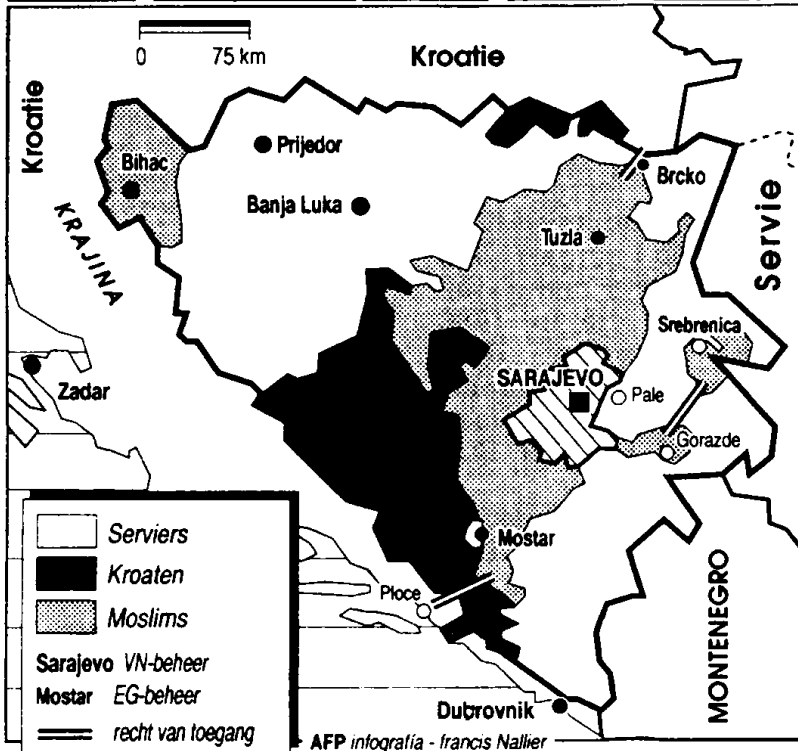 0 75 km
Kroatie
Kroatie
Bihac
Prijedor
Banja Luka
Brcko
KRAJINA
Tuzla
Servie
Srebrenica
Zadar
SARAJEVO
Pale
Gorazde
Mostar
Ploce
MONTENEGRO
Dubrovnik
Serviers
Kroaten
Moslims
Sarajevo VN-beheer
Mostar EG-beheer
recht van toegang
AFP infografia - francis Nallier